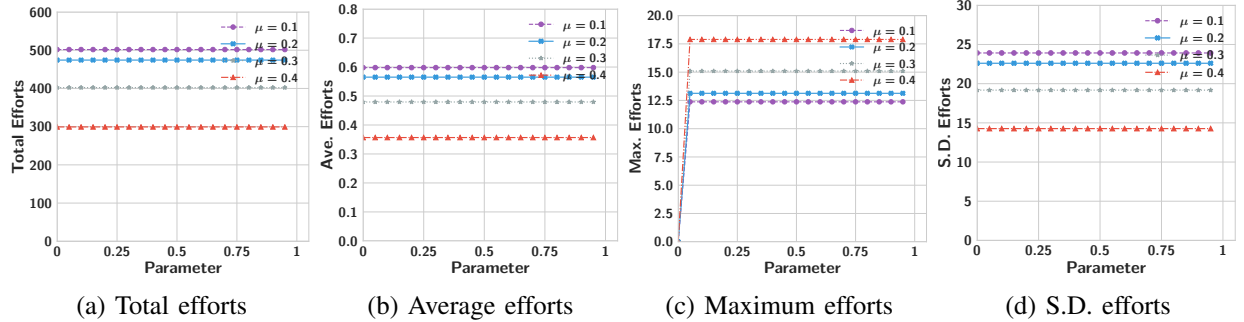 600
500
400
300
200
100
0
0
0.25
0.5
0.75
1
Total Efforts
Parameter
μ = 0.1
μ = 0.2
μ = 0.3
μ = 0.4
(a) Total efforts
0.8
0.7
0.6
0.5
0.4
0.3
0.2
0.1
0.0
0
0.25
0.5
0.75
1
Ave. Efforts
Parameter
μ = 0.1
μ = 0.2
μ = 0.3
μ = 0.4
(b) Average efforts
20.0
17.5
15.0
12.5
10.0
7.5
5.0
2.5
0.0
0
0.25
0.5
0.75
1
Max. Efforts
Parameter
μ = 0.1
μ = 0.2
μ = 0.3
μ = 0.4
(c) Maximum efforts
30
25
20
15
10
5
0
0
0.25
0.5
0.75
1
S.D. Efforts
Parameter
μ = 0.1
μ = 0.2
μ = 0.3
μ = 0.4
(d) S.D. efforts